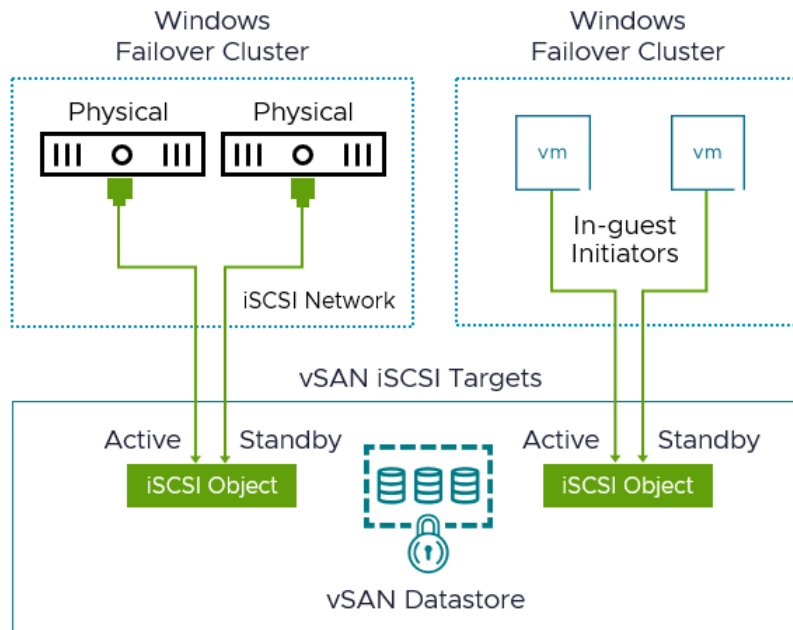 Windows
Failover Cluster
Physical
Physical
iSCSI Network
Windows
Failover Cluster
vm
vm
In-guest
Initiators
vSAN iSCSI Targets
Active
Standby
iSCSI Object
Active
Standby
iSCSI Object
vSAN Datastore